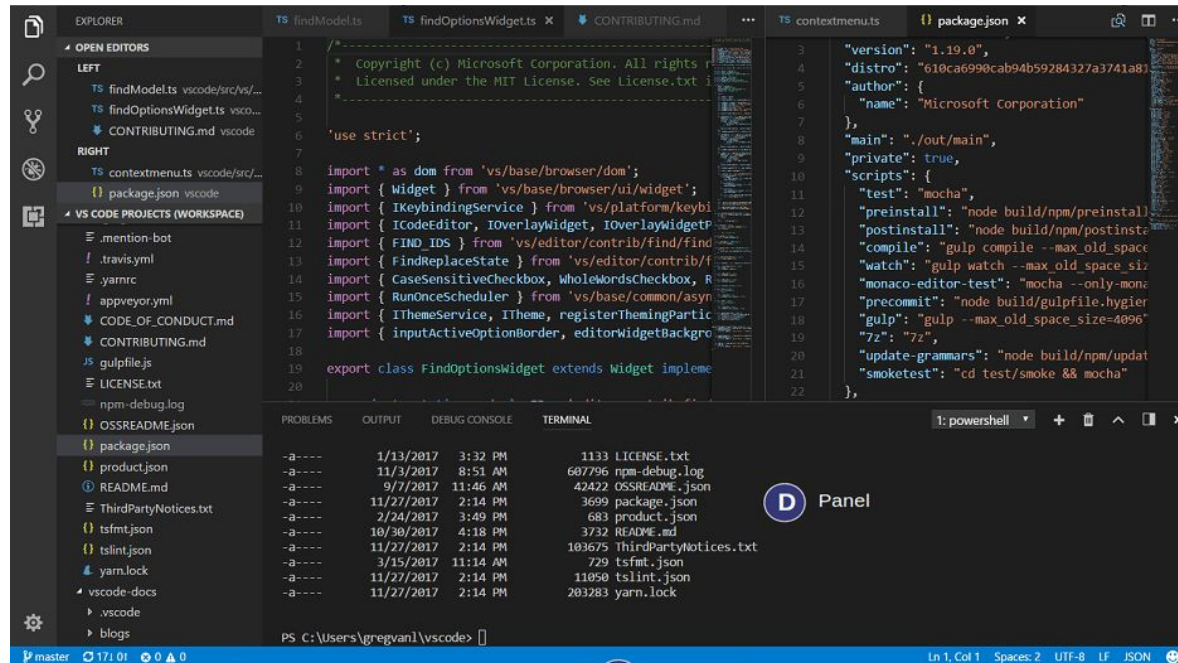 EXPLORER
OPEN EDITORS
LEFT
TS findModel.ts vscode/src/vs/...
TS findOptionsWidget.ts vsco...
CONTRIBUTING.md vscode
RIGHT
TS contextmenu.ts vscode/src/...
{} package.json vscode
VS CODE PROJECTS (WORKSPACE)
.mention-bot
! .travis.yml
.yarnrc
! appveyor.yml
CODE_OF_CONDUCT.md
CONTRIBUTING.md
JS gulpfile.js
LICENSE.txt
npm-debug.log
{} OSSREADME.json
{} package.json
{} product.json
README.md
ThirdPartyNotices.txt
{} tsfmt.json
{} tslint.json
yarn.lock
vscode-docs
.vscode
blogs
TS findModel.ts TS findOptionsWidget.ts × CONTRIBUTING.md ...
1 /*---
2 * Copyright (c) Microsoft Corporation. All rights r
3 * Licensed under the MIT License. See License.txt i
4 *---
5
6 'use strict';
7
8 import * as dom from 'vs/base/browser/dom';
9 import { Widget } from 'vs/base/browser/ui/widget';
10 import { IKeybindingService } from 'vs/platform/keybi
11 import { ICodeEditor, IOverlayWidget, IOverlayWidgetP
12 import { FIND_IDS } from 'vs/editor/contrib/find/find
13 import { FindReplaceState } from 'vs/editor/contrib/f
14 import { CaseSensitiveCheckbox, WholeWordsCheckbox, R
15 import { RunOnceScheduler } from 'vs/base/common/asyn
16 import { IThemeService, ITheme, registerThemingPartic
17 import { inputActiveOptionBorder, editorWidgetBackgro
18
19 export class FindOptionsWidget extends Widget impleme
20
TS contextmenu.ts {} package.json ×
3 "version": "1.19.0",
4 "distro": "610ca6990cab94b59284327a3741a81
5 "author": {
6 "name": "Microsoft Corporation"
7 },
8 "main": "./out/main",
9 "private": true,
10 "scripts": {
11 "test": "mocha",
12 "preinstall": "node build/npm/preinstall
13 "postinstall": "node build/npm/postinsta
14 "compile": "gulp compile --max_old_space
15 "watch": "gulp watch --max_old_space_siz
16 "monaco-editor-test": "mocha --only-mona
17 "precommit": "node build/gulpfile.hygien
18 "gulp": "gulp --max_old_space_size=4096"
19 "7z": "7z",
20 "update-grammars": "node build/npm/updat
21 "smoketest": "cd test/smoke && mocha"
22 },
PROBLEMS OUTPUT DEBUG CONSOLE TERMINAL 1: powershell
-a---- 1/13/2017 3:32 PM 1133 LICENSE.txt
-a---- 11/3/2017 8:51 AM 607796 npm-debug.log
-a---- 9/7/2017 11:46 AM 42422 OSSREADME.json
-a---- 11/27/2017 2:14 PM 3699 package.json
-a---- 2/24/2017 3:49 PM 683 product.json
-a---- 10/30/2017 4:18 PM 3732 README.md
-a---- 11/27/2017 2:14 PM 103675 ThirdPartyNotices.txt
-a---- 3/15/2017 11:14 AM 729 tsfmt.json
-a---- 11/27/2017 2:14 PM 11050 tslint.json
-a---- 11/27/2017 2:14 PM 203283 yarn.lock
PS C:\Users\gregvanl\vscode>
D Panel
master 17↓ 0↑ 0 0 Ln 1, Col 1 Spaces: 2 UTF-8 LF JSON